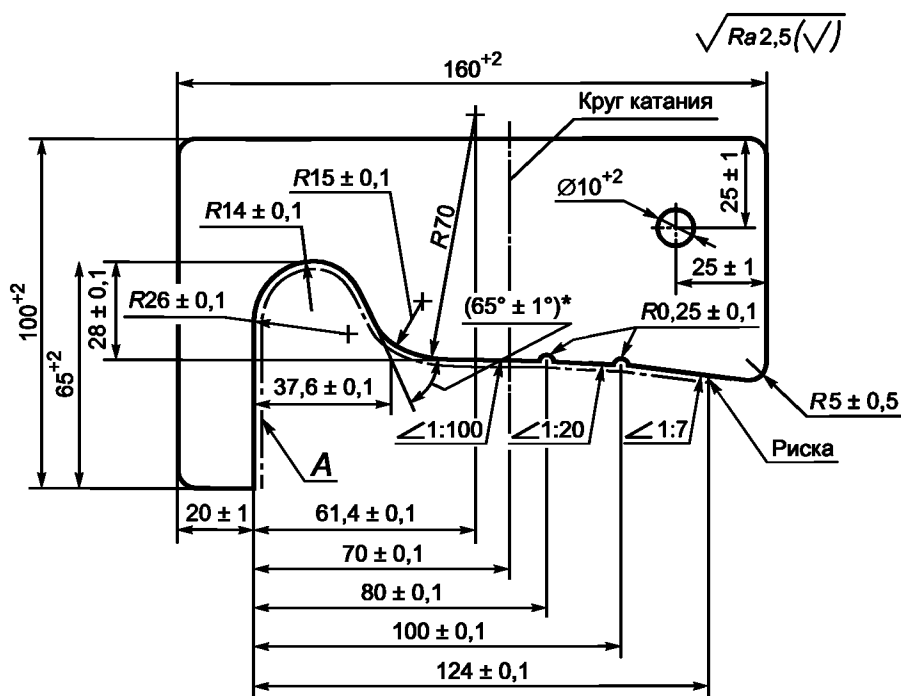 √Ra2,5(√)
160⁺²
Круг катания
R15 ± 0,1
Ø10⁺²
25 ± 1
R14 ± 0,1
R70
25 ± 1
100⁺²
65⁺²
28 ± 0,1
R26 ± 0,1
(65° ± 1°)*
R0,25 ± 0,1
37,6 ± 0,1
R5 ± 0,5
∠1:100
∠1:20
∠1:7
Риска
А
20 ± 1
61,4 ± 0,1
70 ± 0,1
80 ± 0,1
100 ± 0,1
124 ± 0,1